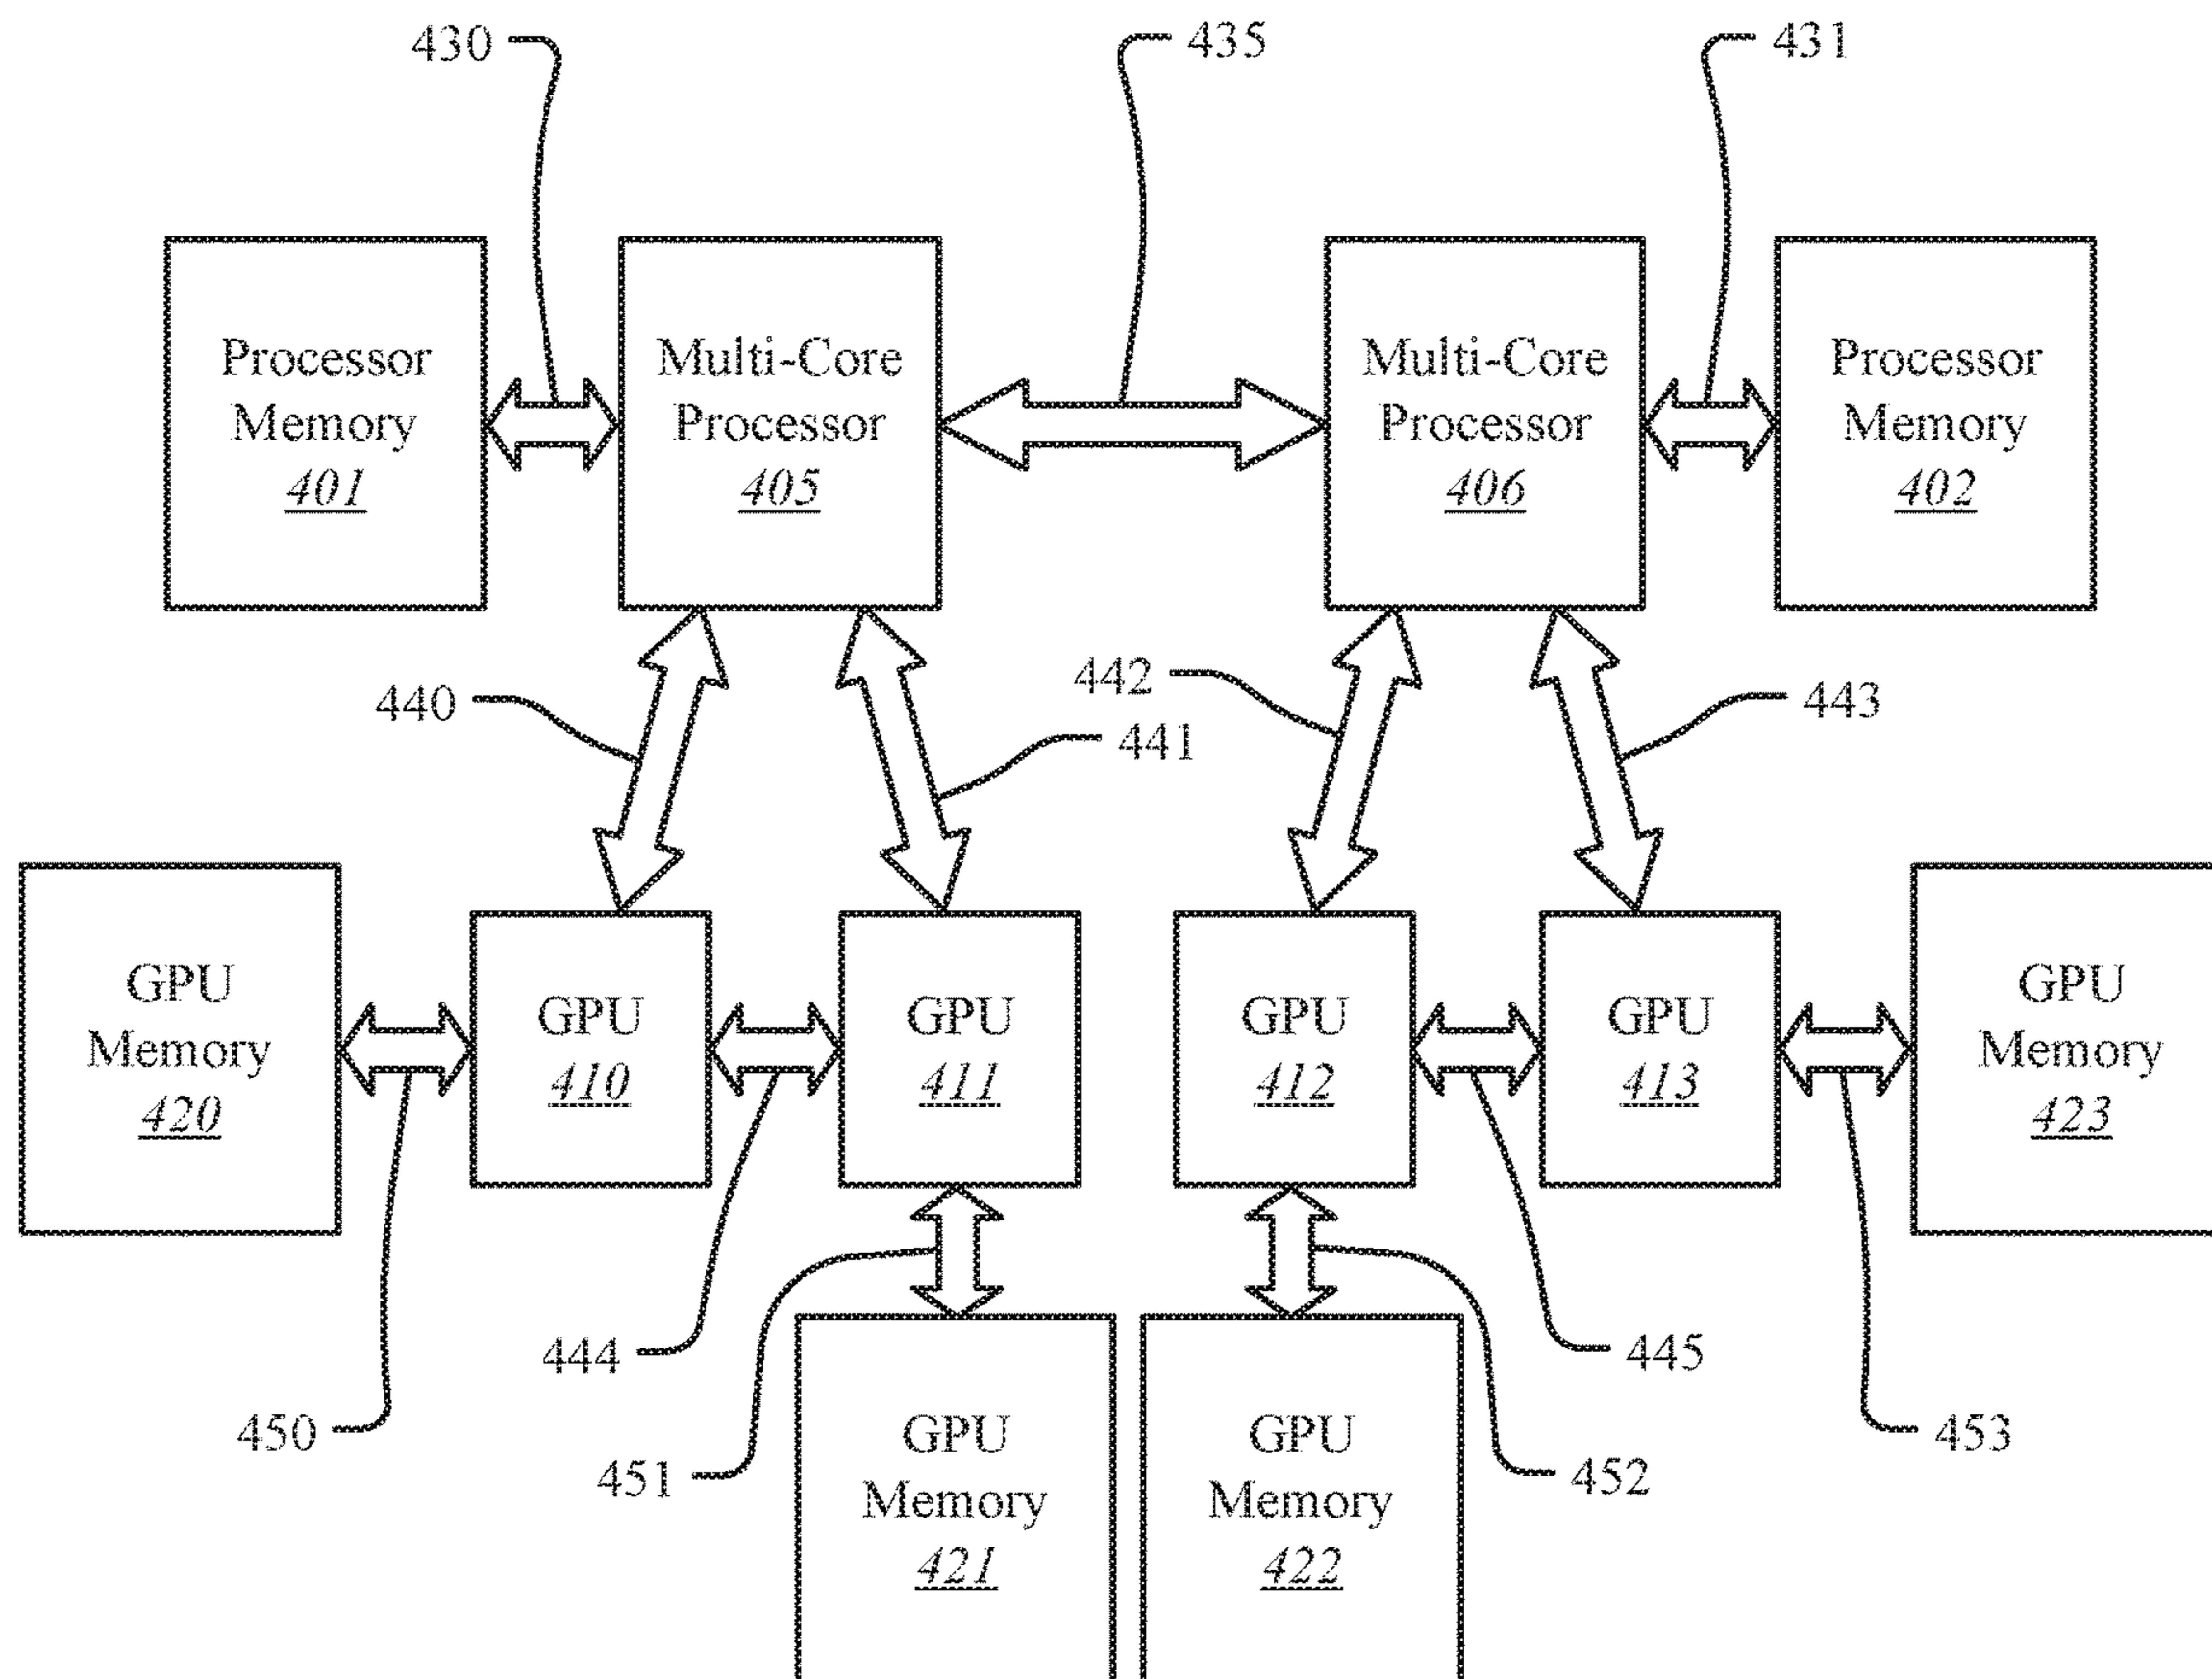 430
435
431
Processor
Memory
401
Multi-Core
Processor
405
Multi-Core
Processor
406
Processor
Memory
402
440
441
442
443
GPU
Memory
420
GPU
410
GPU
411
GPU
412
GPU
413
GPU
Memory
423
450
444
451
445
452
453
GPU
Memory
421
GPU
Memory
422